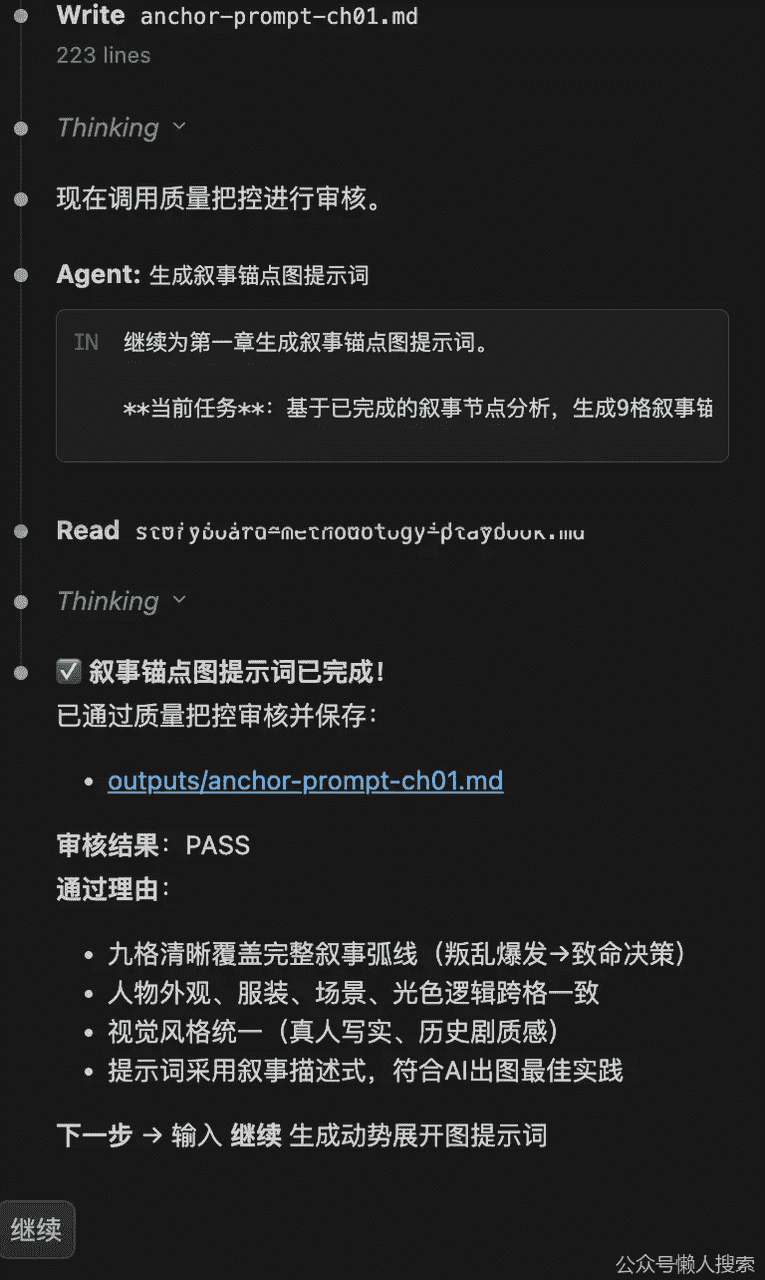 Write anchor-prompt-ch01.md
223 lines
Thinking
现在调用质量把控进行审核。
Agent: 生成叙事锚点图提示词
IN 继续为第一章生成叙事锚点图提示词。
**当前任务**：基于已完成的叙事节点分析，生成9格叙事锚
Read
Thinking
叙事锚点图提示词已完成！
已通过质量把控审核并保存：
• outputs/anchor-prompt-ch01.md
审核结果：PASS
通过理由：
• 九格清晰覆盖完整叙事弧线（叛乱爆发→致命决策）
• 人物外观、服装、场景、光色逻辑跨格一致
• 视觉风格统一（真人写实、历史剧质感）
• 提示词采用叙事描述式，符合AI出图最佳实践
下一步 → 输入 继续 生成动势展开图提示词
继续
公众号懒人搜索